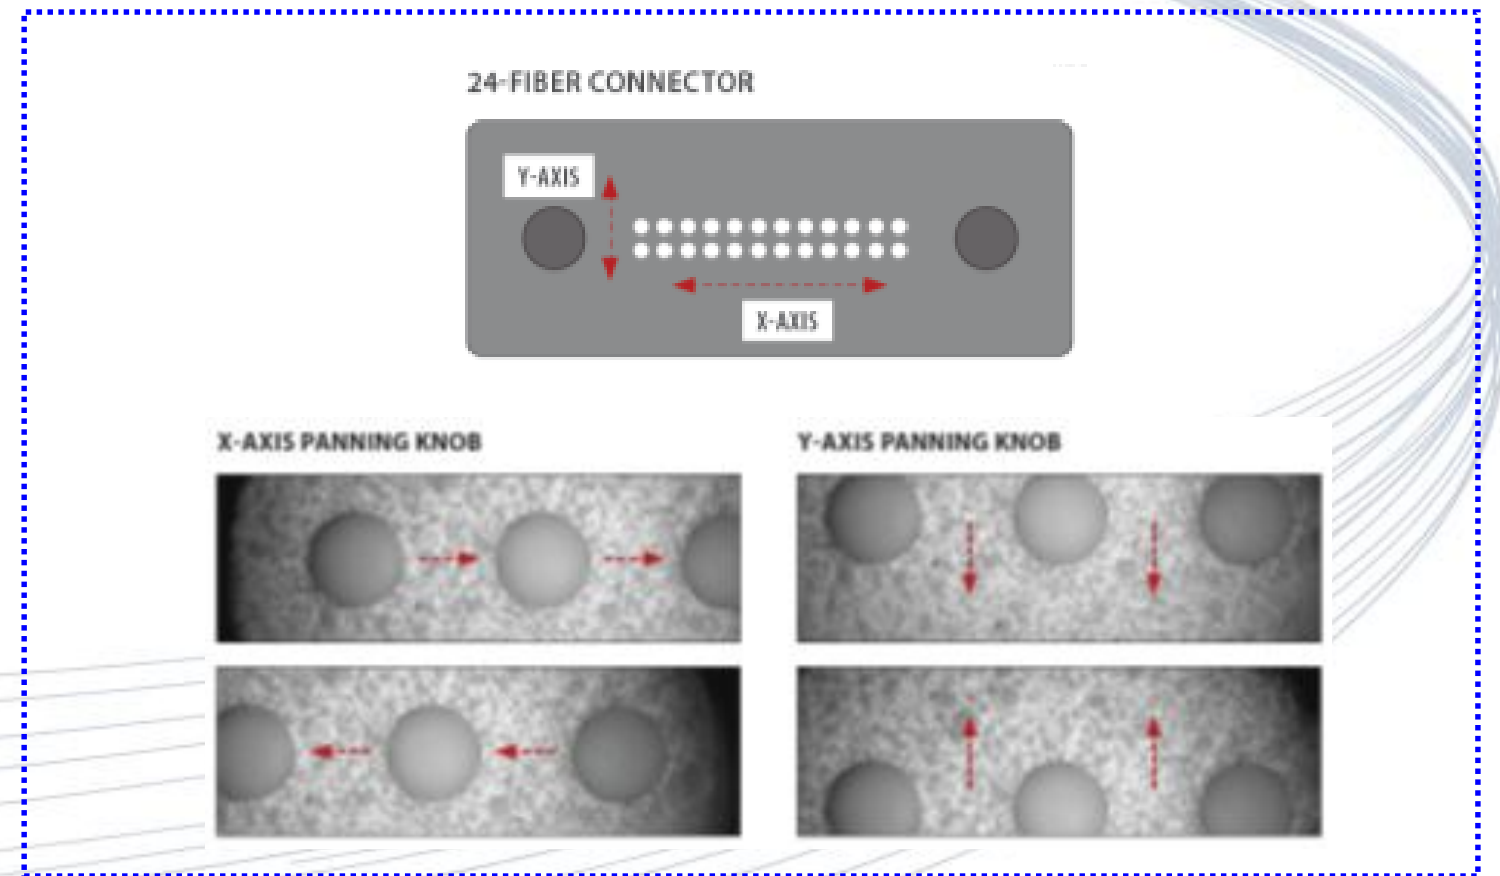 24-FIBER CONNECTOR
Y-AXIS
X-AXIS
X-AXIS PANNING KNOB
Y-AXIS PANNING KNOB